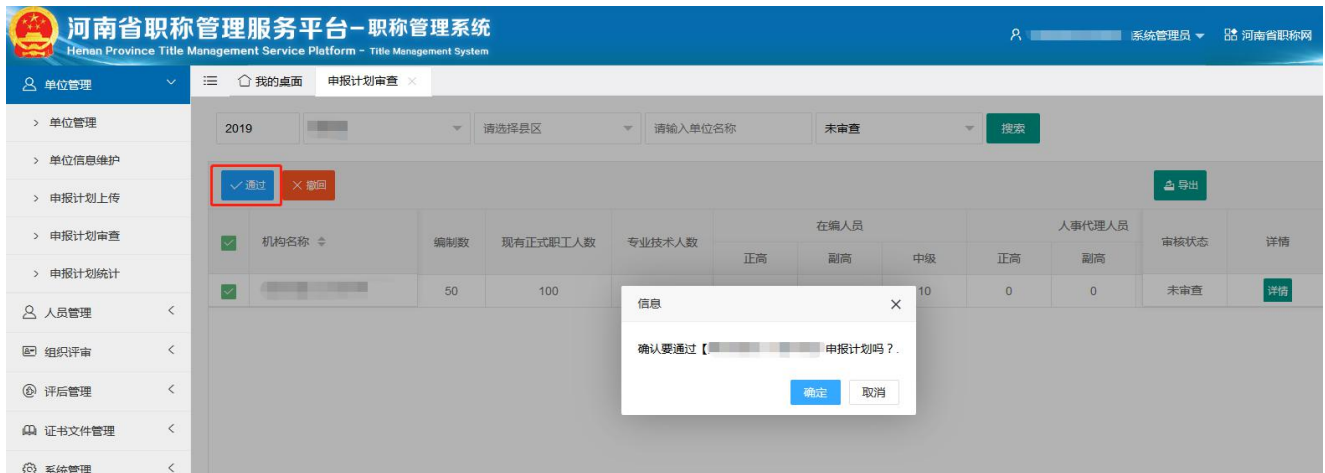 河南省职称管理服务平台-职称管理系统
Henan Province Title Management Service Platform - Title Management System
系统管理员
河南省职称网
单位管理
我的桌面
申报计划审查
单位管理
单位信息维护
申报计划上传
申报计划审查
申报计划统计
人员管理
组织评审
评后管理
证书文件管理
系统管理
2019
请选择县区
请输入单位名称
未审查
搜索
通过
撤回
导出
机构名称
编制数
现有正式职工人数
专业技术人数
在编人员
人事代理人员
审核状态
详情
正高
副高
中级
正高
副高
50
100
10
0
0
未审查
详情
信息
确认要通过【
申报计划吗？.
确定
取消